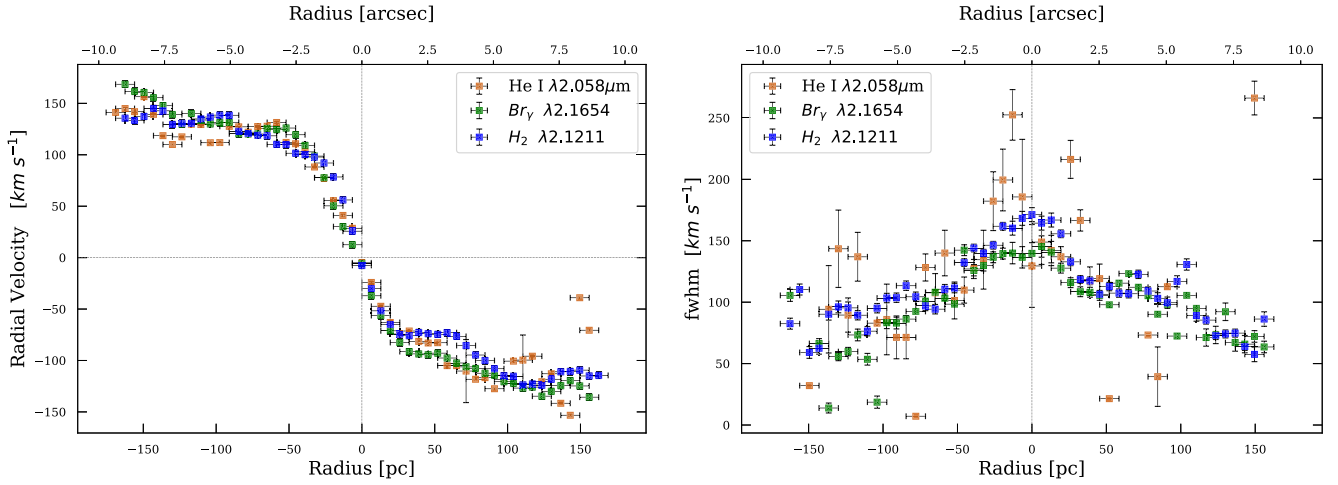 Radius [arcsec]
−10.0 −7.5 −5.0 −2.5 0.0 2.5 5.0 7.5 10.0
He I λ2.058μm
Brγ λ2.1654
H2 λ2.1211
Radial Velocity [km s−1]
150
100
50
0
−50
−100
−150
−150 −100 −50 0 50 100 150
Radius [pc]
Radius [arcsec]
−10.0 −7.5 −5.0 −2.5 0.0 2.5 5.0 7.5 10.0
He I λ2.058μm
Brγ λ2.1654
H2 λ2.1211
fwhm [km s−1]
250
200
150
100
50
0
−150 −100 −50 0 50 100 150
Radius [pc]